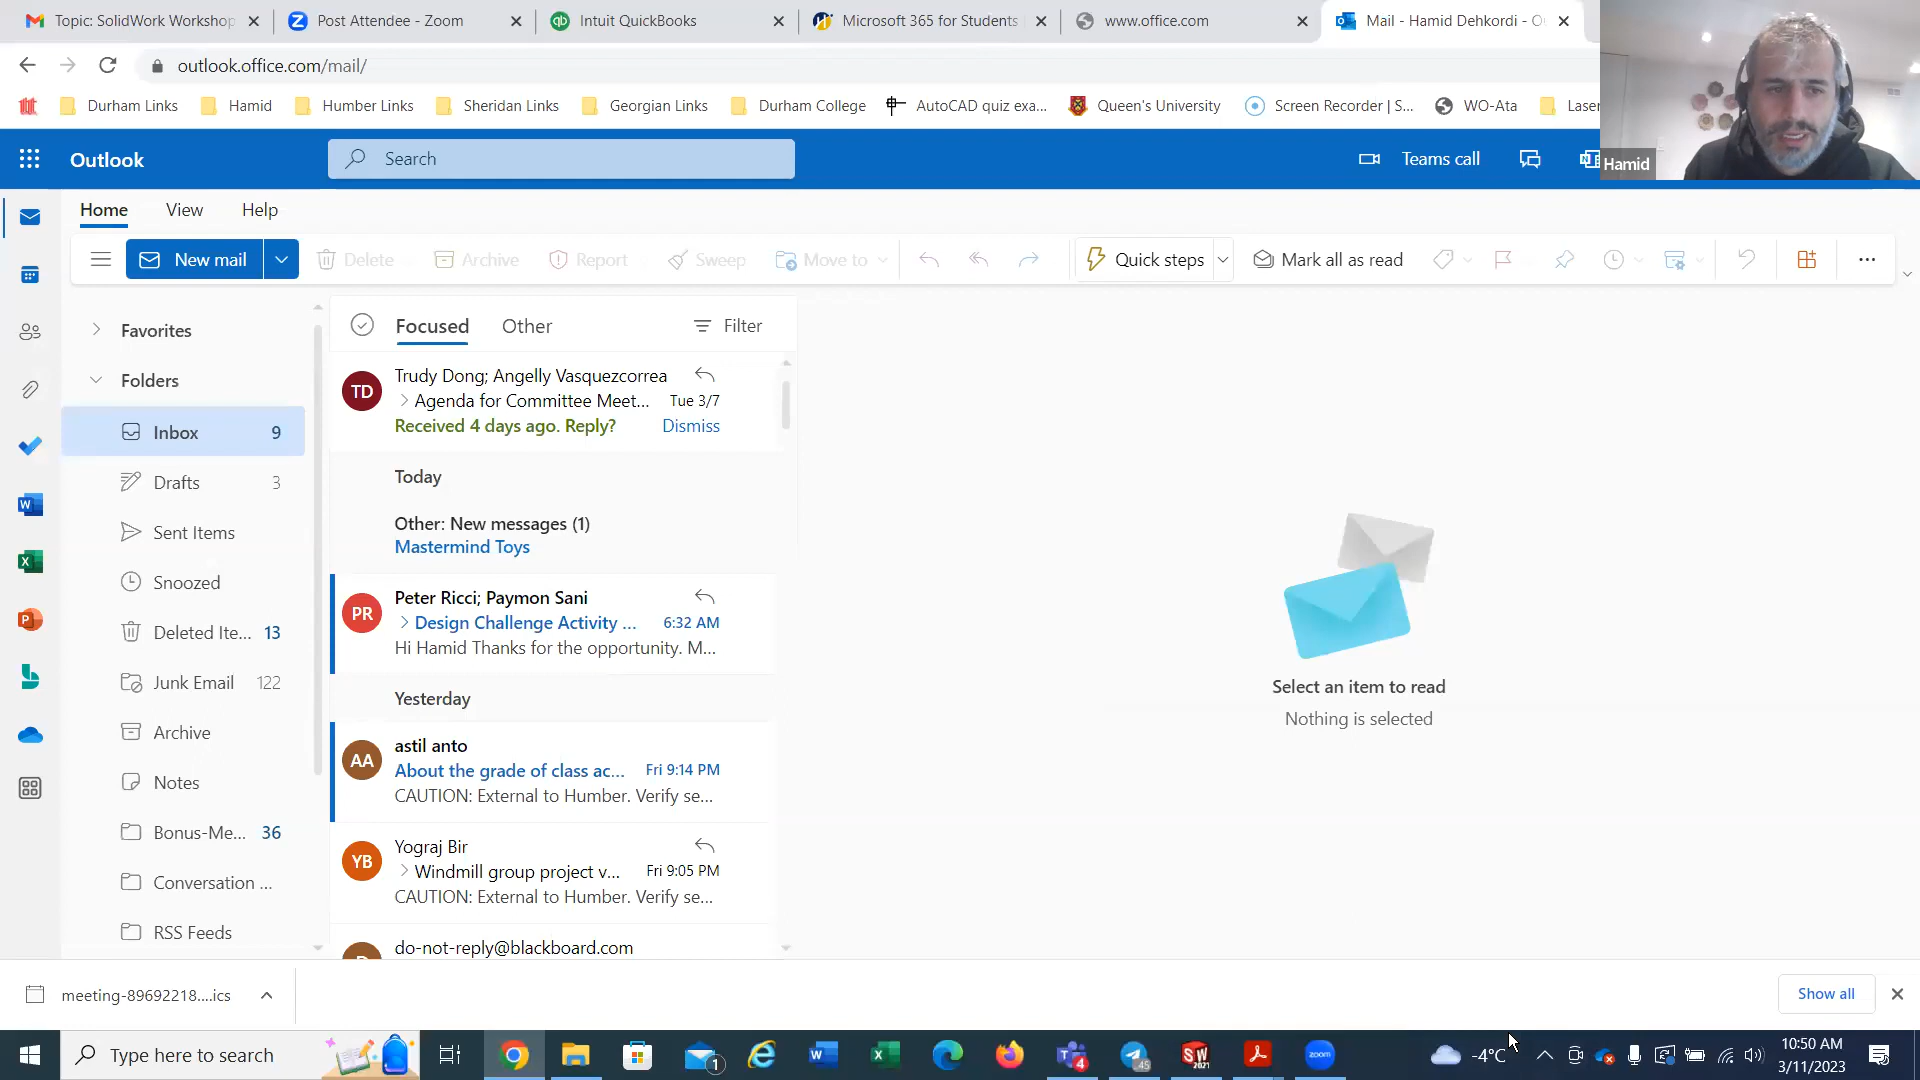 Topic: SolidWork Workshop
Post Attendee - Zoom
Intuit QuickBooks
Microsoft 365 for Students
www.office.com
Mail - Hamid Dehkordi - O
outlook.office.com/mail/
Durham Links
Hamid
Humber Links
Sheridan Links
Georgian Links
Durham College
AutoCAD quiz exa...
Queen's University
Screen Recorder | S...
WO-Ata
Laser
Outlook
Search
Teams call
Hamid
Home
View
Help
New mail
Delete
Archive
Report
Sweep
Move to
Quick steps
Mark all as read
Favorites
Folders
Inbox 9
Drafts 3
Sent Items
Snoozed
Deleted Ite... 13
Junk Email 122
Archive
Notes
Bonus-Me... 36
Conversation ...
RSS Feeds
Focused
Other
Filter
TD
Trudy Dong; Angelly Vasquezcorrea
Agenda for Committee Meet... Tue 3/7
Received 4 days ago. Reply? Dismiss
Today
Other: New messages (1)
Mastermind Toys
PR
Peter Ricci; Paymon Sani
Design Challenge Activity ... 6:32 AM
Hi Hamid Thanks for the opportunity. M...
Yesterday
AA
astil anto
About the grade of class ac... Fri 9:14 PM
CAUTION: External to Humber. Verify se...
YB
Yograj Bir
Windmill group project v... Fri 9:05 PM
CAUTION: External to Humber. Verify se...
do-not-reply@blackboard.com
Select an item to read
Nothing is selected
meeting-89692218....ics
Show all
Type here to search
1
SW
2021
4
45
zoom
-4°C
10:50 AM
3/11/2023